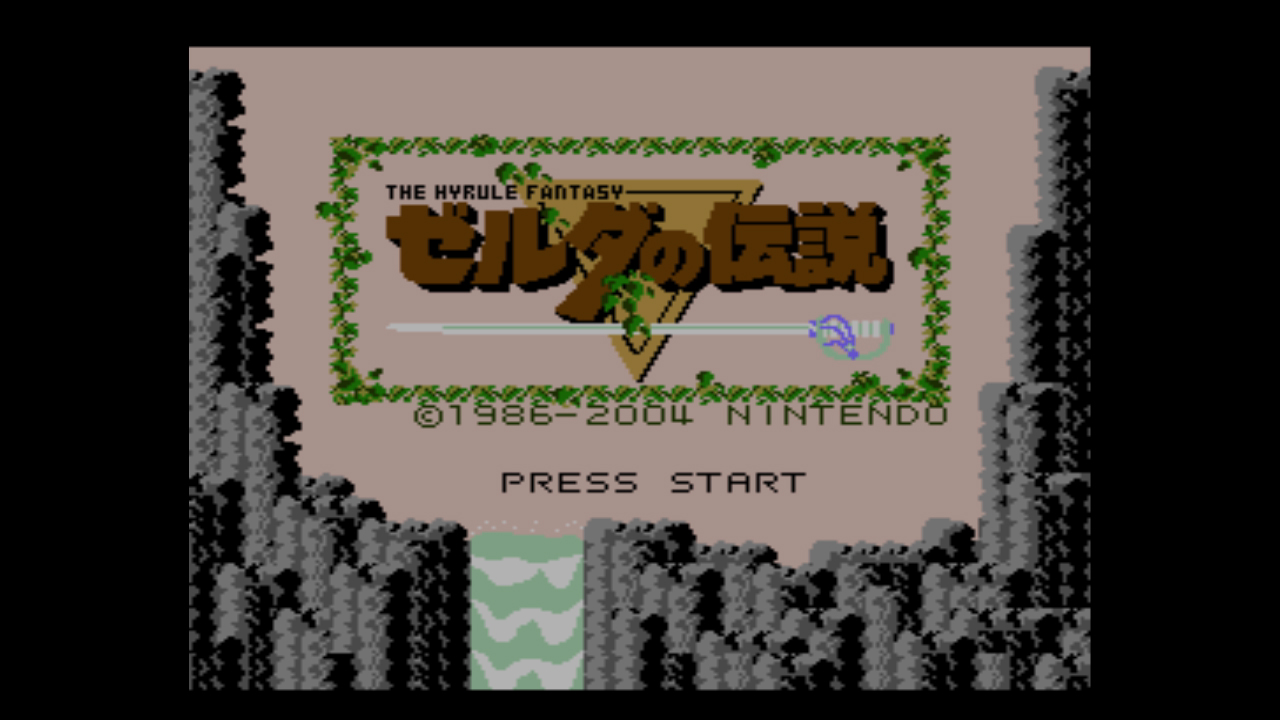 THE HYRULE FANTASY
ゼルダの伝説
©1986-2004 NINTENDO
PRESS START